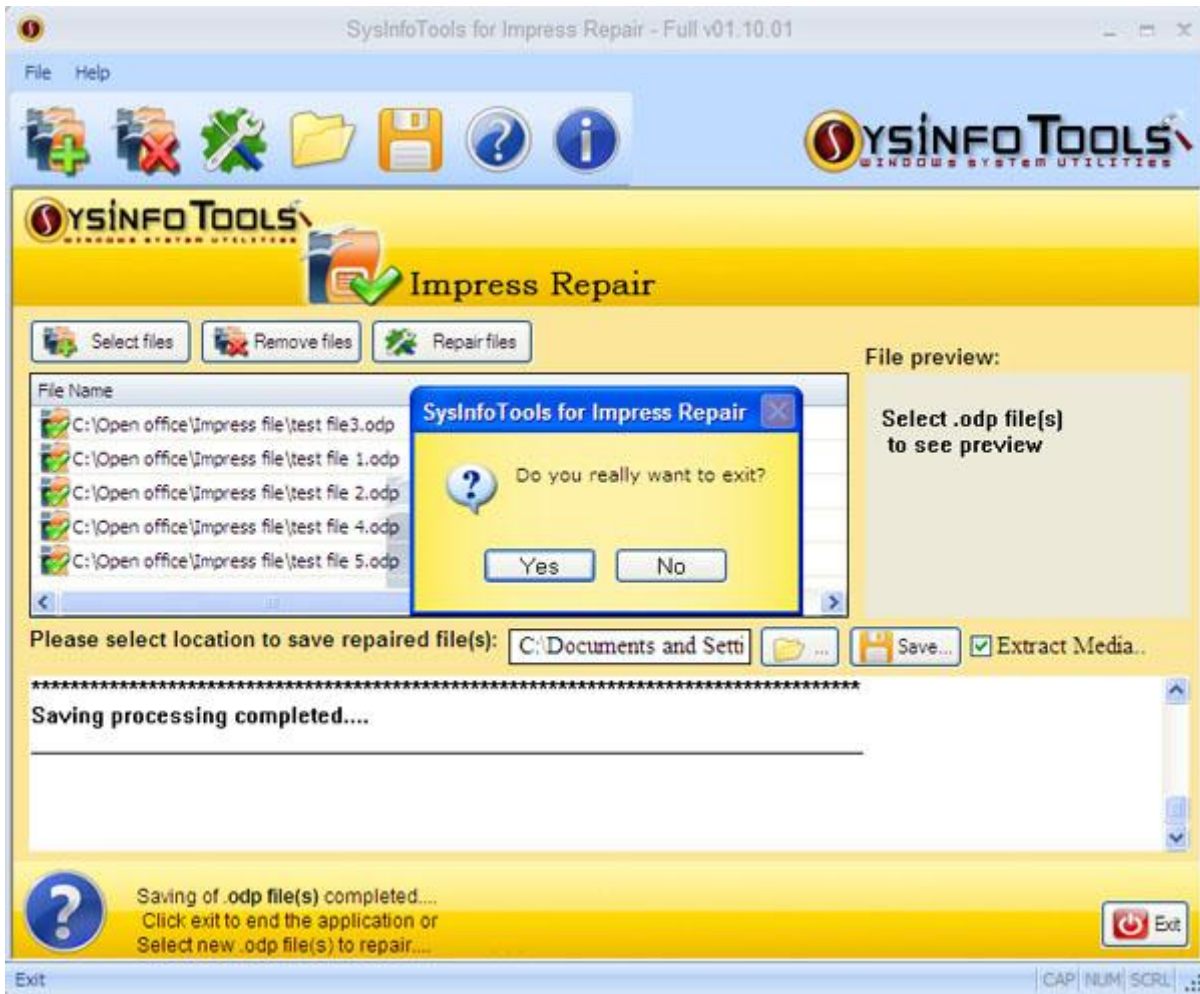 SysInfoTools for Impress Repair - Full v01.10.01
File Help
SYSINFO TOOLS
WINDOWS SYSTEM UTILITIES
SYSINFO TOOLS
WINDOWS SYSTEM UTILITIES
Impress Repair
Select files Remove files Repair files
File preview:
File Name
Select .odp file(s)
to see preview
C:\Open office\Impress file\test file3.odp
C:\Open office\Impress file\test file 1.odp
C:\Open office\Impress file\test file 2.odp
C:\Open office\Impress file\test file 4.odp
C:\Open office\Impress file\test file 5.odp
SysInfoTools for Impress Repair
Do you really want to exit?
Yes No
Please select location to save repaired file(s): C:\Documents and Setti ... Save... Extract Media..
************************************************************************************
Saving processing completed....
Saving of .odp file(s) completed....
Click exit to end the application or
Select new .odp file(s) to repair....
Exit
Exit CAP NUM SCRL